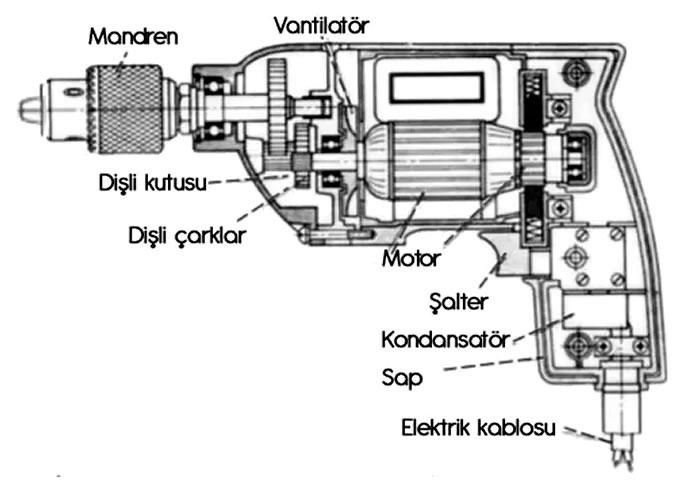 Vantilatör
Mandren
Dişli kutusu
Dişli çarklar
Motor
Şalter
Kondansatör
Sap
Elektrik kablosu